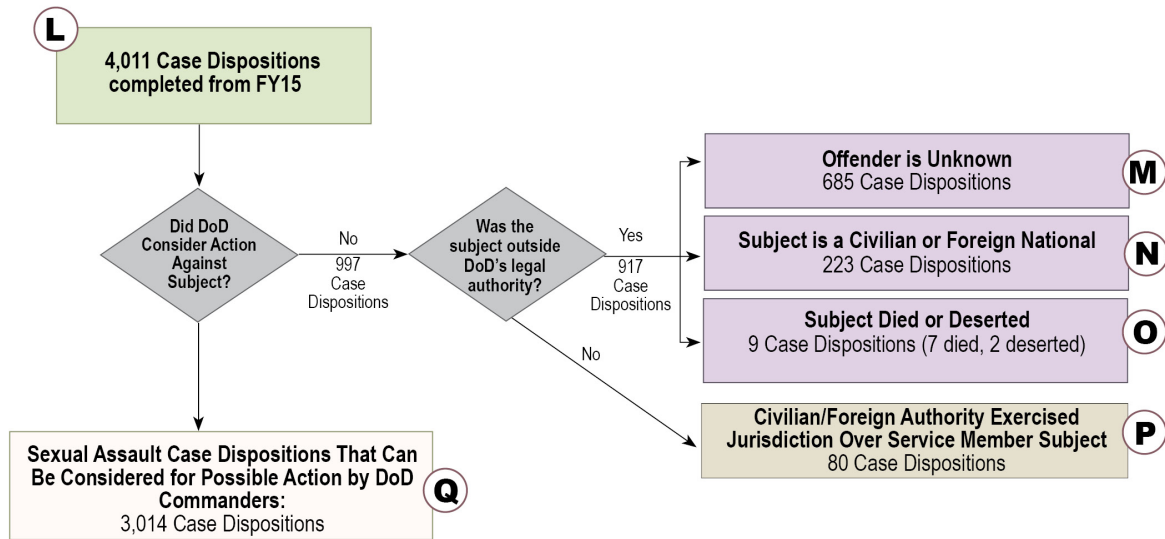 L
4,011 Case Dispositions
completed from FY15
Did DoD
Consider Action
Against
Subject?
No
997
Case
Dispositions
Was the
subject outside
DoD's legal
authority?
Yes
917
Case
Dispositions
No
Offender is Unknown
685 Case Dispositions
M
Subject is a Civilian or Foreign National
223 Case Dispositions
N
Subject Died or Deserted
9 Case Dispositions (7 died, 2 deserted)
O
Civilian/Foreign Authority Exercised
Jurisdiction Over Service Member Subject
80 Case Dispositions
P
Sexual Assault Case Dispositions That Can
Be Considered for Possible Action by DoD
Commanders:
3,014 Case Dispositions
Q